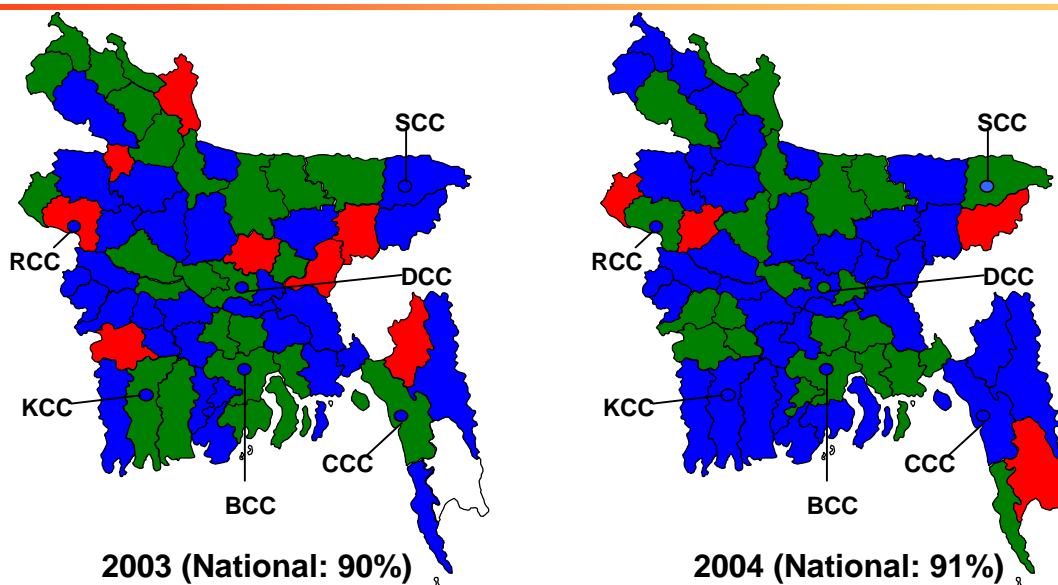 SCC
RCC
DCC
KCC
CCC
BCC
2003 (National: 90%)
SCC
RCC
DCC
KCC
CCC
BCC
2004 (National: 91%)